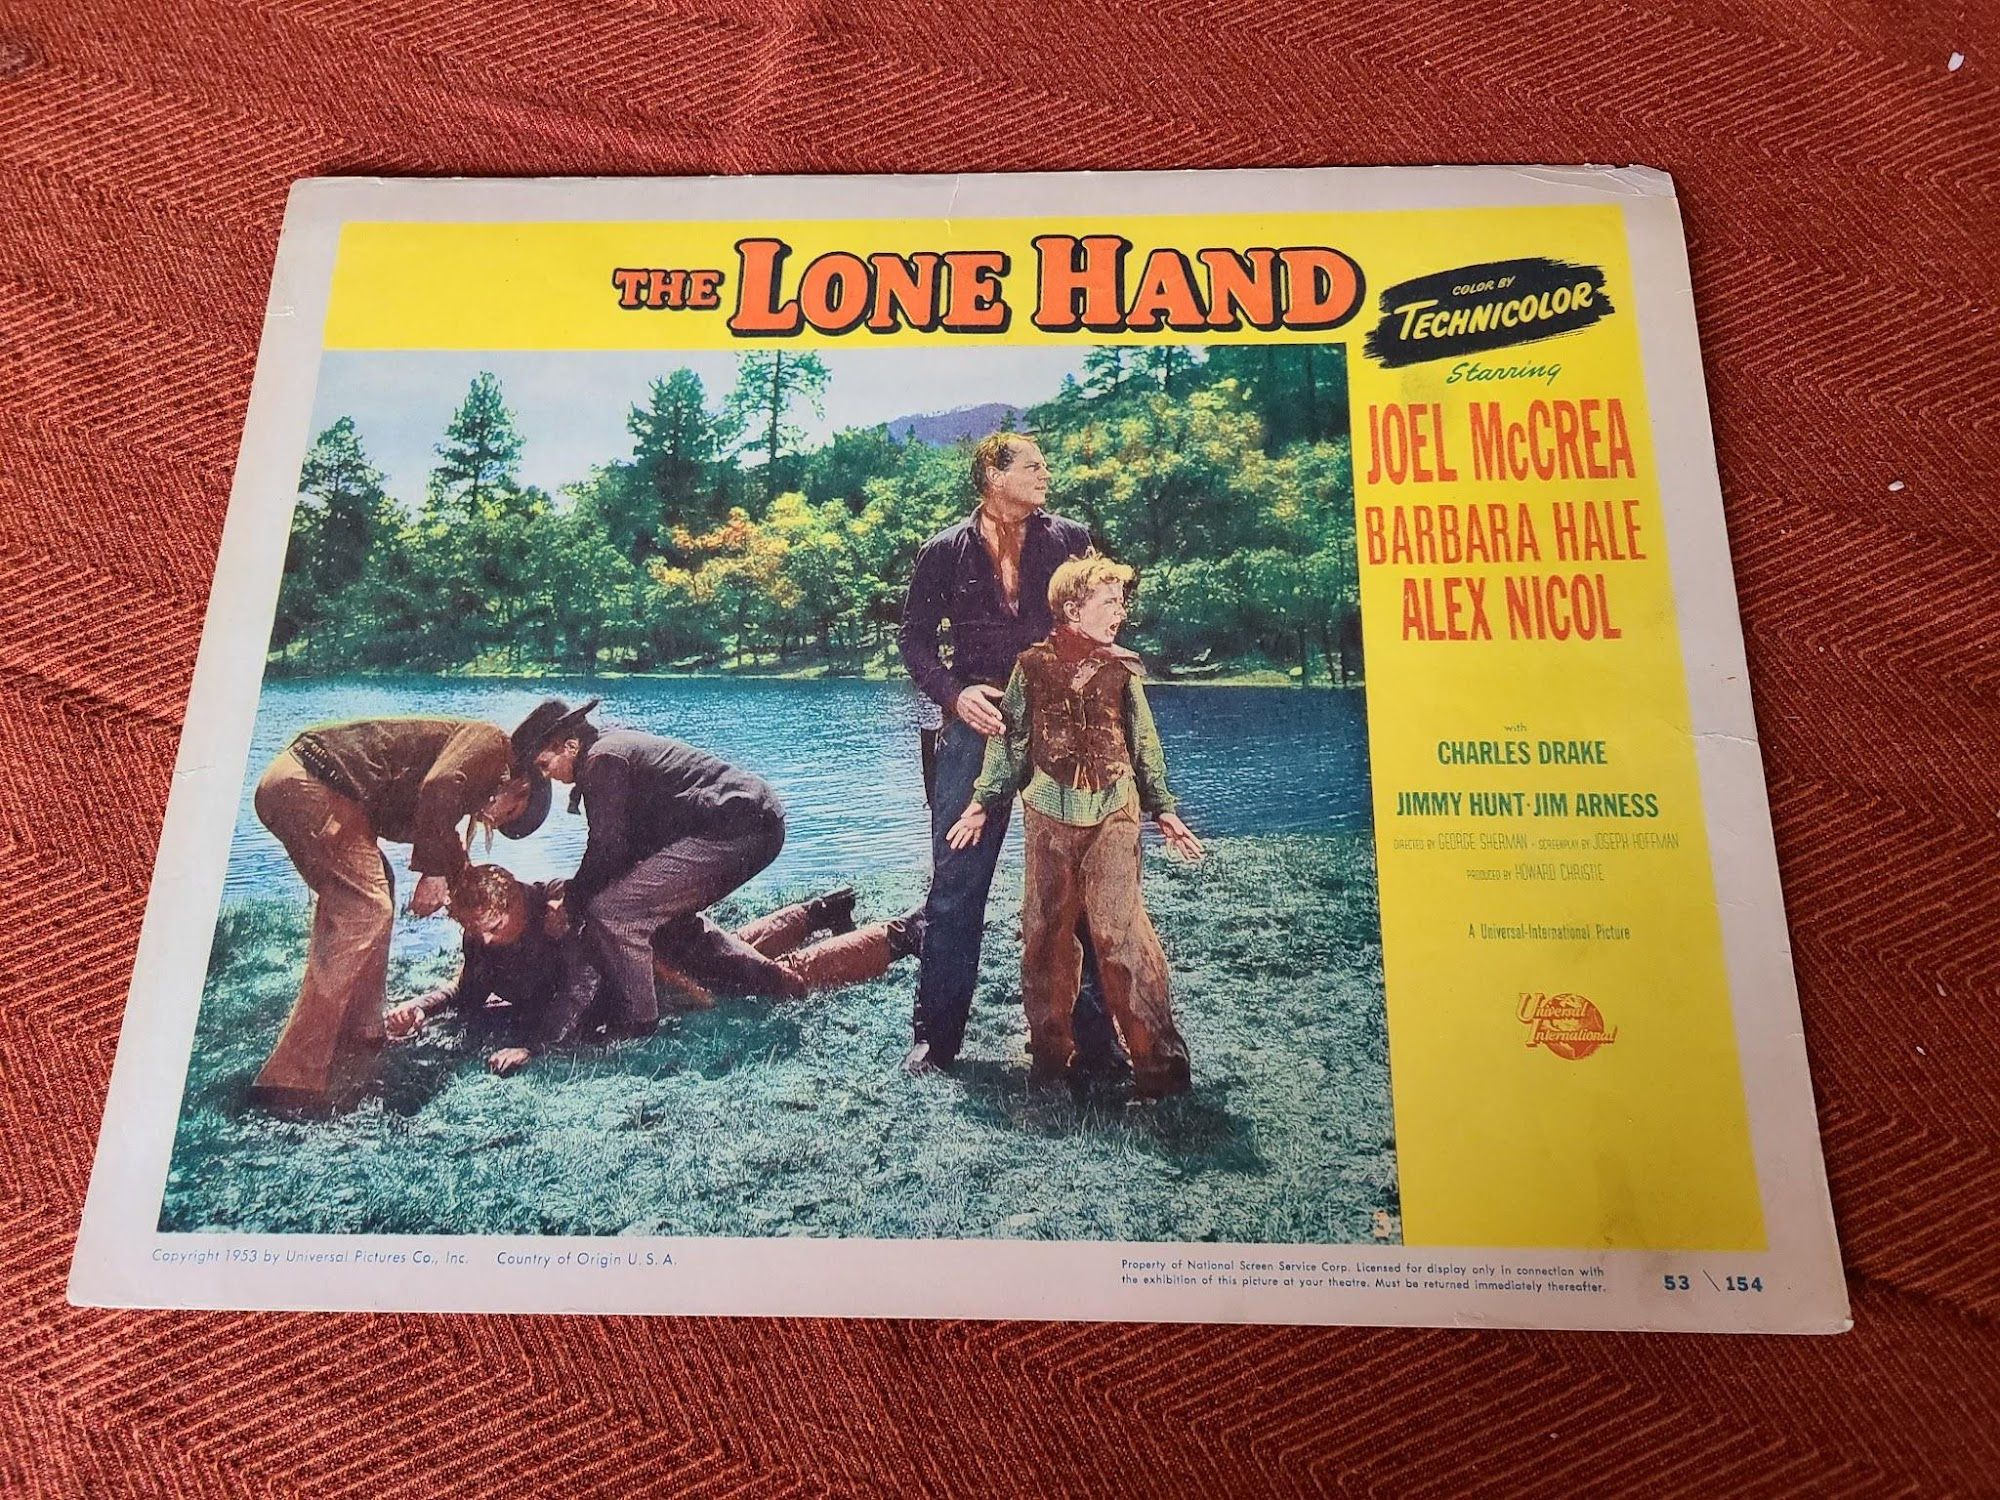 THE LONE HAND
COLOR BY
TECHNICOLOR
Starring
JOEL McCREA
BARBARA HALE
ALEX NICOL
with
CHARLES DRAKE
JIMMY HUNT · JIM ARNESS
DIRECTED BY GEORGE SHERMAN · SCREENPLAY BY JOSEPH HOFFMAN
PRODUCED BY HOWARD CHRISTIE
A Universal-International Picture
Universal
International
3
Copyright 1953 by Universal Pictures Co., Inc. Country of Origin U. S. A.
Property of National Screen Service Corp. Licensed for display only in connection with
the exhibition of this picture at your theatre. Must be returned immediately thereafter.
53 \ 154